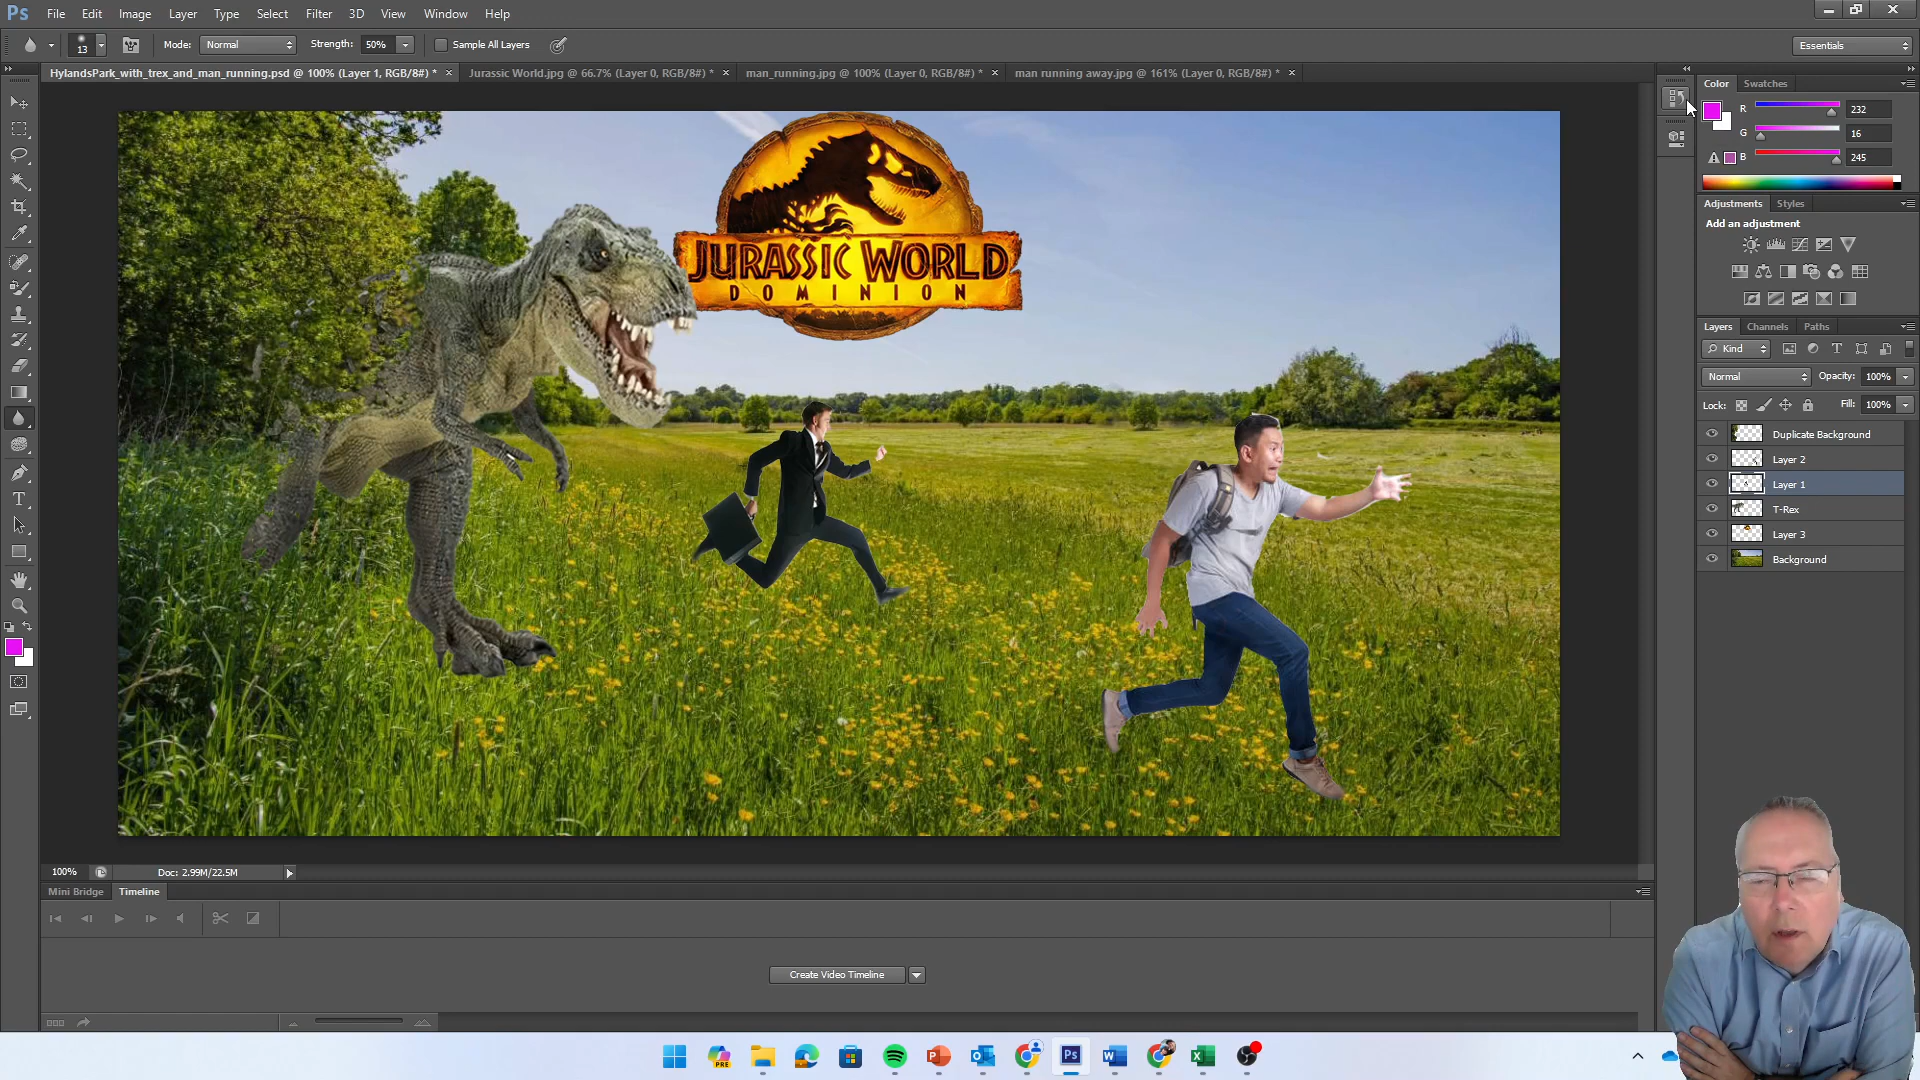 Ps File Edit Image Layer Type Select Filter 3D View Window Help
13 Mode: Normal Strength: 50% Sample All Layers Essentials
HylandsPark_with_trex_and_man_running.psd @ 100% (Layer 1, RGB/8#) * × Jurassic World.jpg @ 66.7% (Layer 0, RGB/8#) * × man_running.jpg @ 100% (Layer 0, RGB/8#) * × man running away.jpg @ 161% (Layer 0, RGB/8#) * ×
Color Swatches
R 232
G 16
B 245
Adjustments Styles
Add an adjustment
JURASSIC WORLD
DOMINION
Layers Channels Paths
Kind
Normal Opacity: 100%
Lock: Fill: 100%
Duplicate Background
Layer 2
Layer 1
T-Rex
Layer 3
Background
100% Doc: 2.99M/22.5M
Mini Bridge Timeline
Create Video Timeline
PRE
Ps